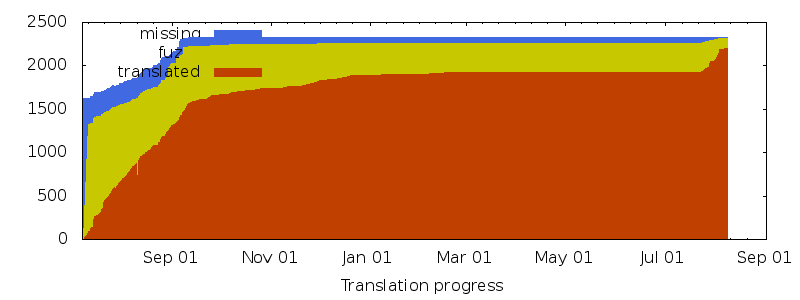 2500
2000
1500
1000
500
0
missing
fuz
translated
Sep 01 Nov 01 Jan 01 Mar 01 May 01 Jul 01 Sep 01
Translation progress